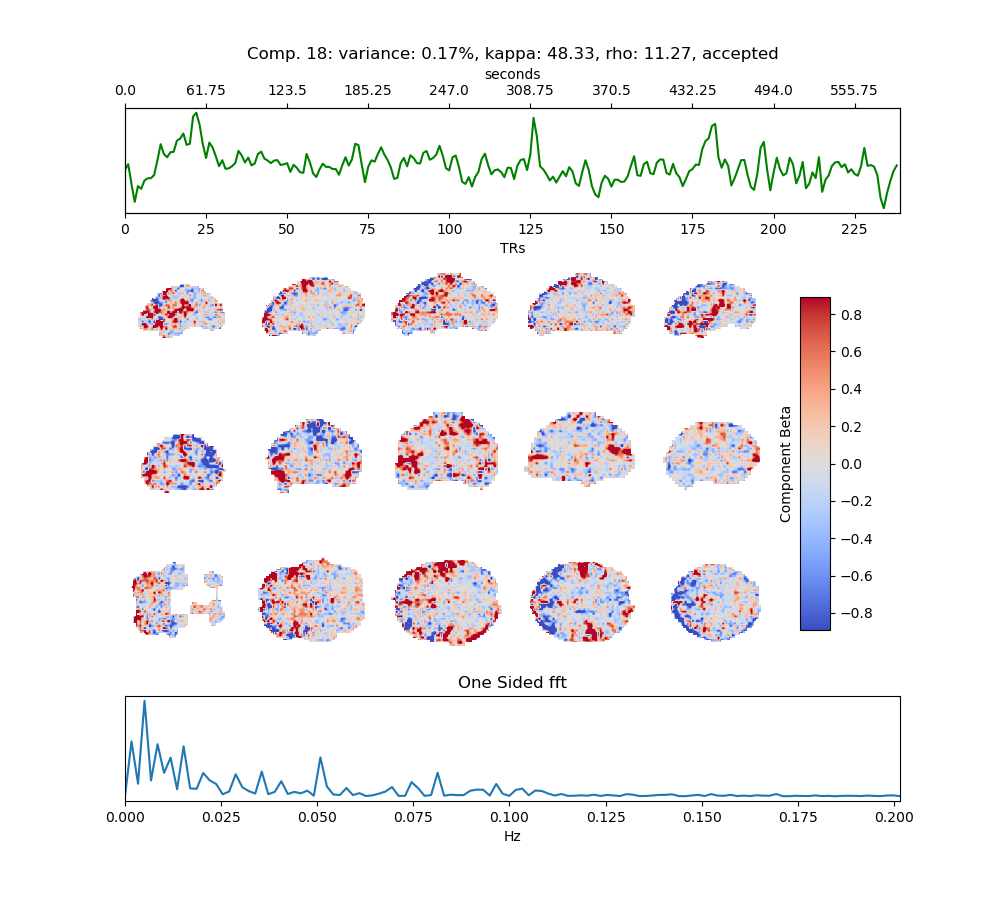 Comp. 18: variance: 0.17%, kappa: 48.33, rho: 11.27, accepted
seconds
0.0 61.75 123.5 185.25 247.0 308.75 370.5 432.25 494.0 555.75
0 25 50 75 100 125 150 175 200 225
TRs
0.8
0.6
0.4
0.2
0.0
−0.2
−0.4
−0.6
−0.8
Component Beta
One Sided fft
0.000 0.025 0.050 0.075 0.100 0.125 0.150 0.175 0.200
Hz